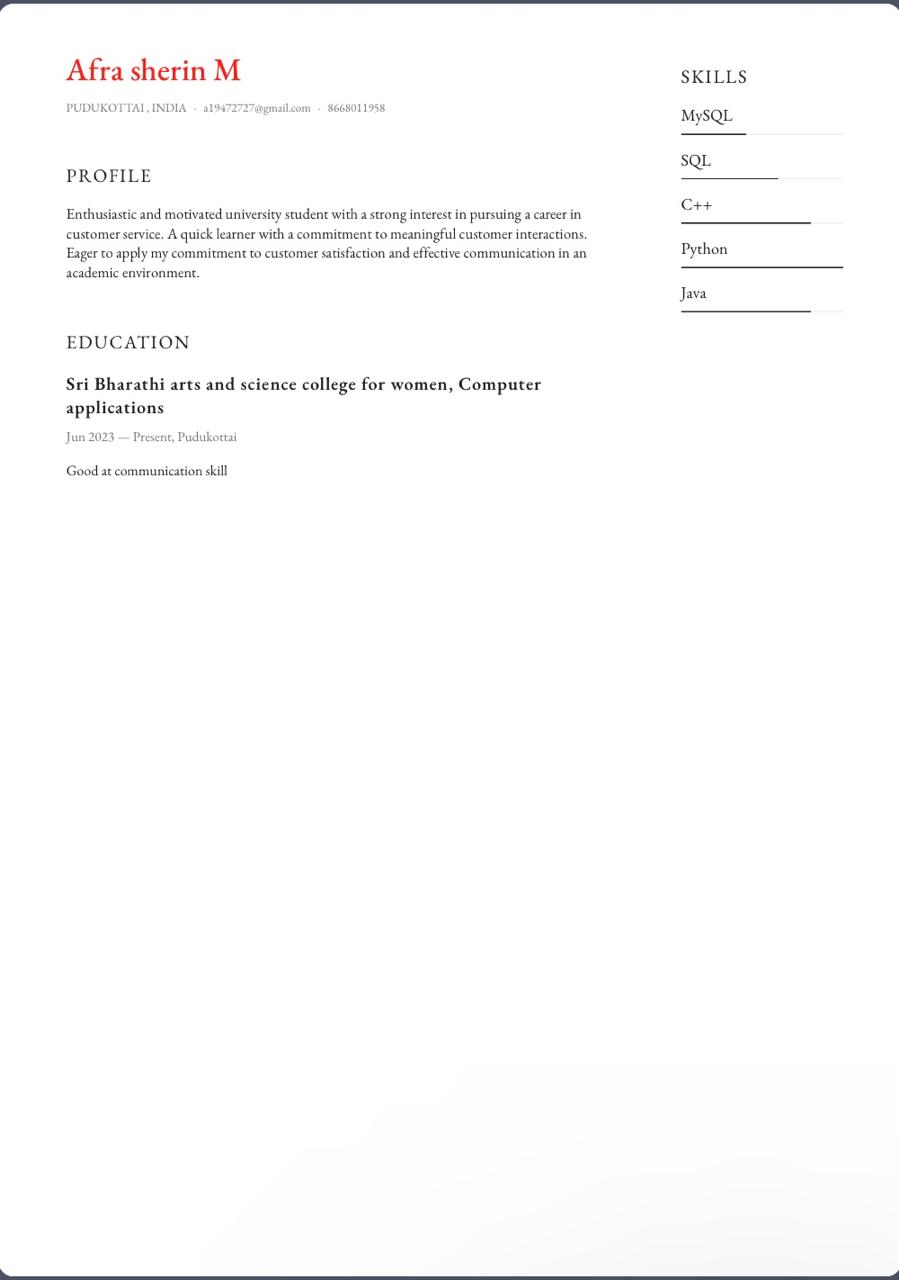 Afra sherin M
PUDUKOTTAI , INDIA · a19472727@gmail.com · 8668011958
PROFILE
Enthusiastic and motivated university student with a strong interest in pursuing a career in
customer service. A quick learner with a commitment to meaningful customer interactions.
Eager to apply my commitment to customer satisfaction and effective communication in an
academic environment.
EDUCATION
Sri Bharathi arts and science college for women, Computer
applications
Jun 2023 — Present, Pudukottai
Good at communication skill
SKILLS
MySQL
SQL
C++
Python
Java